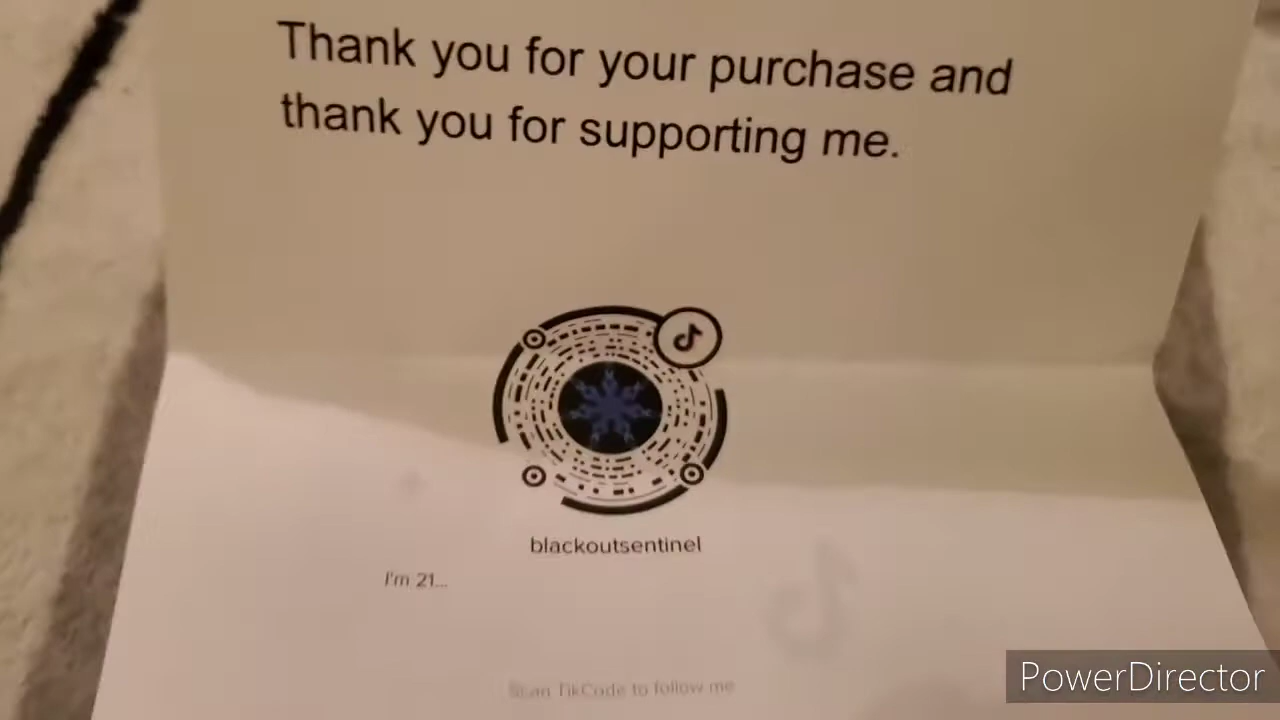 Thank you for your purchase and
thank you for supporting me.
blackoutsentinel
I'm 21...
Scan TikCode to follow me
PowerDirector